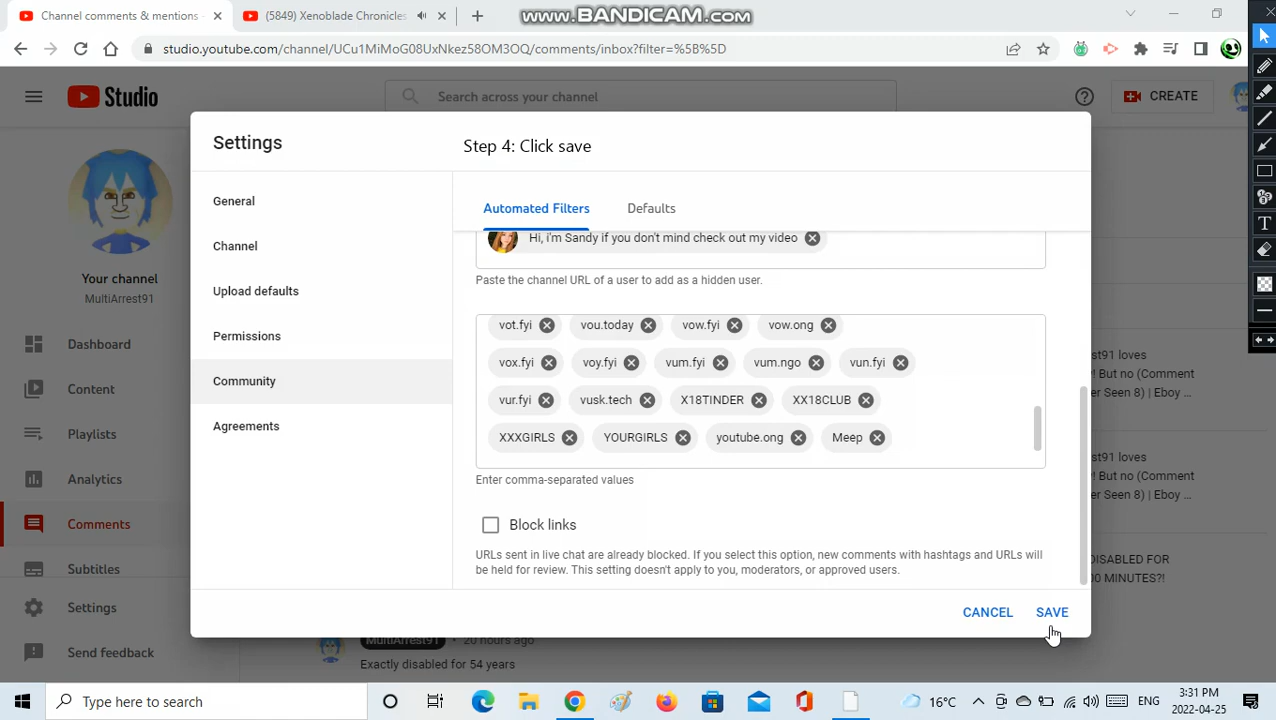 Channel comments & mentions -
(5849) Xenoblade Chronicles
www.BANDICAM.com
studio.youtube.com/channel/UCu1MiMoG08UxNkez58OM3OQ/comments/inbox?filter=%5B%5D
Studio
Search across your channel
CREATE
Settings
Step 4: Click save
General
Channel
Upload defaults
Permissions
Community
Agreements
Automated Filters
Defaults
Hi, i'm Sandy if you don't mind check out my video
Paste the channel URL of a user to add as a hidden user.
vot.fyi vou.today vow.fyi vow.ong
vox.fyi voy.fyi vum.fyi vum.ngo vun.fyi
vur.fyi vusk.tech X18TINDER XX18CLUB
XXXGIRLS YOURGIRLS youtube.ong Meep
Enter comma-separated values
Block links
URLs sent in live chat are already blocked. If you select this option, new comments with hashtags and URLs will
be held for review. This setting doesn't apply to you, moderators, or approved users.
CANCEL SAVE
Your channel
MultiArrest91
Dashboard
Content
Playlists
Analytics
Comments
Subtitles
Settings
Send feedback
est91 loves
?! But no (Comment
er Seen 8) | Eboy ...
est91 loves
?! But no (Comment
er Seen 8) | Eboy ...
DISABLED FOR
00 MINUTES?!
MultiArrest91 • 20 hours ago
Exactly disabled for 54 years
Type here to search
16°C
ENG
3:31 PM
2022-04-25